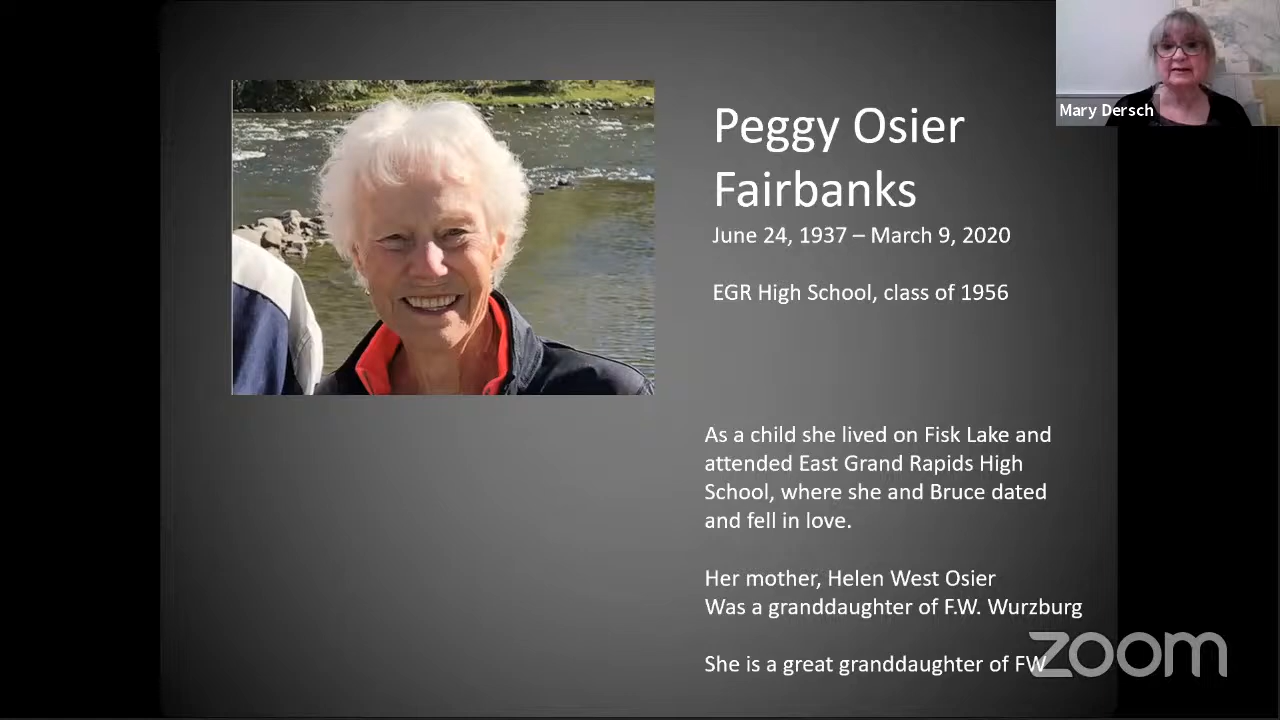 Peggy Osier
Fairbanks
June 24, 1937 – March 9, 2020
EGR High School, class of 1956
As a child she lived on Fisk Lake and
attended East Grand Rapids High
School, where she and Bruce dated
and fell in love.
Her mother, Helen West Osier
Was a granddaughter of F.W. Wurzburg
She is a great granddaughter of FW
Mary Dersch
zoom